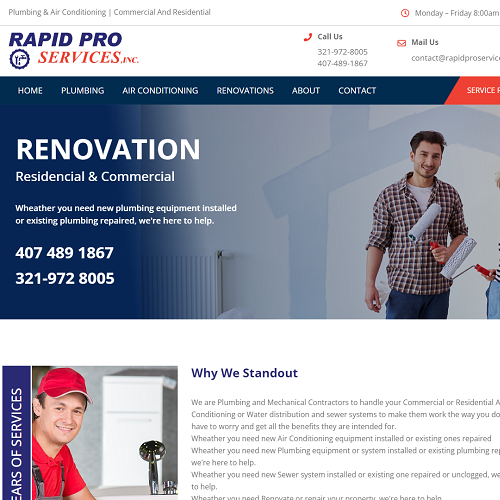 Plumbing & Air Conditioning | Commercial And Residential
Monday – Friday 8:00am
RAPID PRO
SERVICES,INC.
Call Us
321-972-8005
407-489-1867
Mail Us
contact@rapidproservice
HOME PLUMBING AIR CONDITIONING RENOVATIONS ABOUT CONTACT SERVICE
RENOVATION
Residencial & Commercial
Wheather you need new plumbing equipment installed
or existing plumbing repaired, we're here to help.
407 489 1867
321-972 8005
EARS OF SERVICES
Why We Standout
We are Plumbing and Mechanical Contractors to handle your Commercial or Residential A
Conditioning or Water distribution and sewer systems to make them work the way you do
have to worry and get all the benefits they are intended for.
Wheather you need new Air Conditioning equipment installed or existing ones repaired
Wheather you need new Plumbing equipment or system installed or existing plumbing rep
we're here to help.
Wheather you need new Sewer system installed or existing one repaired or unclogged, we
to help.
Wheather you need Renovate or repair your property, we're here to help.